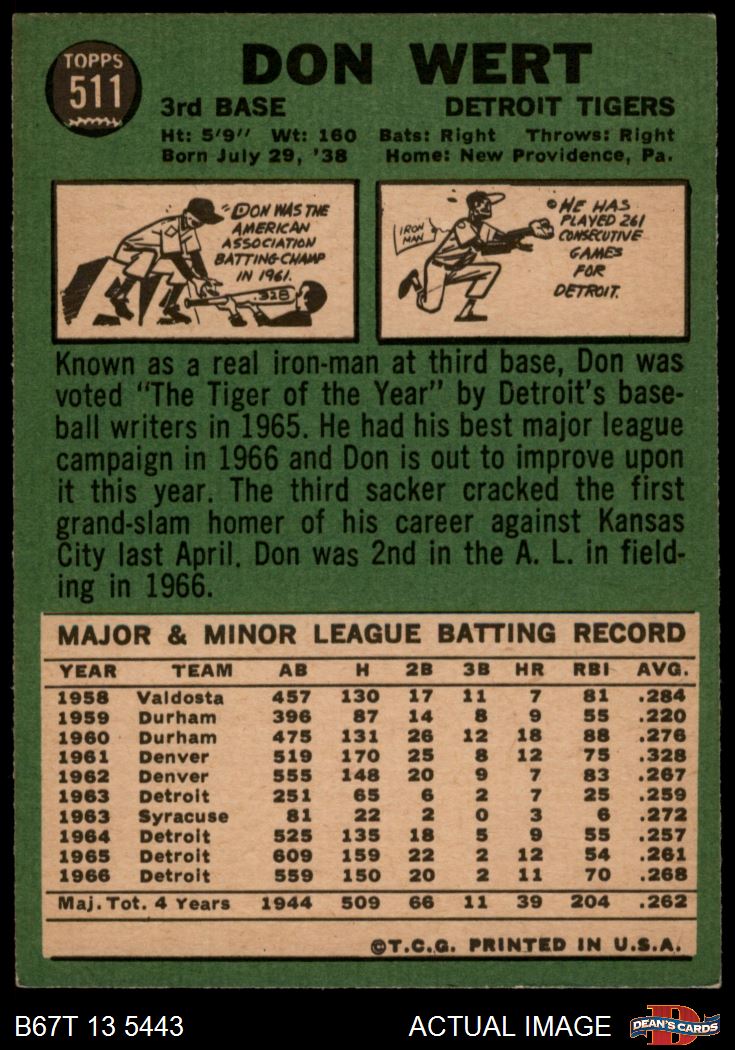 TOPPS
511
DON WERT
3rd BASE DETROIT TIGERS
Ht: 5'9" Wt: 160 Bats: Right Throws: Right
Born July 29, '38 Home: New Providence, Pa.
DON WAS THE
AMERICAN
ASSOCIATION
BATTING CHAMP
IN 1961.
.328
IRON
MAN
HE HAS
PLAYED 261
CONSECUTIVE
GAMES
FOR
DETROIT.
Known as a real iron-man at third base, Don was
voted "The Tiger of the Year" by Detroit's base-
ball writers in 1965. He had his best major league
campaign in 1966 and Don is out to improve upon
it this year. The third sacker cracked the first
grand-slam homer of his career against Kansas
City last April. Don was 2nd in the A. L. in field-
ing in 1966.
MAJOR & MINOR LEAGUE BATTING RECORD
YEAR TEAM AB H 2B 3B HR RBI AVG.
1958 Valdosta 457 130 17 11 7 81 .284
1959 Durham 396 87 14 8 9 55 .220
1960 Durham 475 131 26 12 18 88 .276
1961 Denver 519 170 25 8 12 75 .328
1962 Denver 555 148 20 9 7 83 .267
1963 Detroit 251 65 6 2 7 25 .259
1963 Syracuse 81 22 2 0 3 6 .272
1964 Detroit 525 135 18 5 9 55 .257
1965 Detroit 609 159 22 2 12 54 .261
1966 Detroit 559 150 20 2 11 70 .268
Maj. Tot. 4 Years 1944 509 66 11 39 204 .262
©T.C.G. PRINTED IN U.S.A.
B67T 13 5443 ACTUAL IMAGE D DEAN'S CARDS